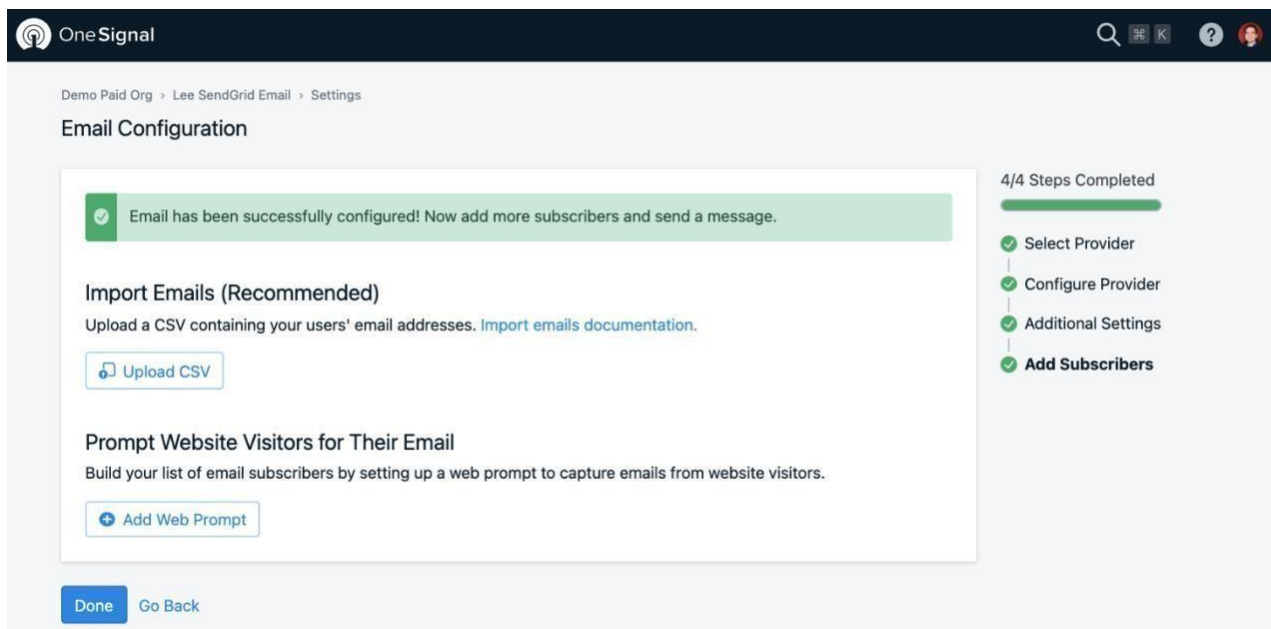 OneSignal
⌘ K
?
Demo Paid Org › Lee SendGrid Email › Settings
Email Configuration
Email has been successfully configured! Now add more subscribers and send a message.
Import Emails (Recommended)
Upload a CSV containing your users' email addresses. Import emails documentation.
Upload CSV
Prompt Website Visitors for Their Email
Build your list of email subscribers by setting up a web prompt to capture emails from website visitors.
Add Web Prompt
Done Go Back
4/4 Steps Completed
Select Provider
Configure Provider
Additional Settings
Add Subscribers